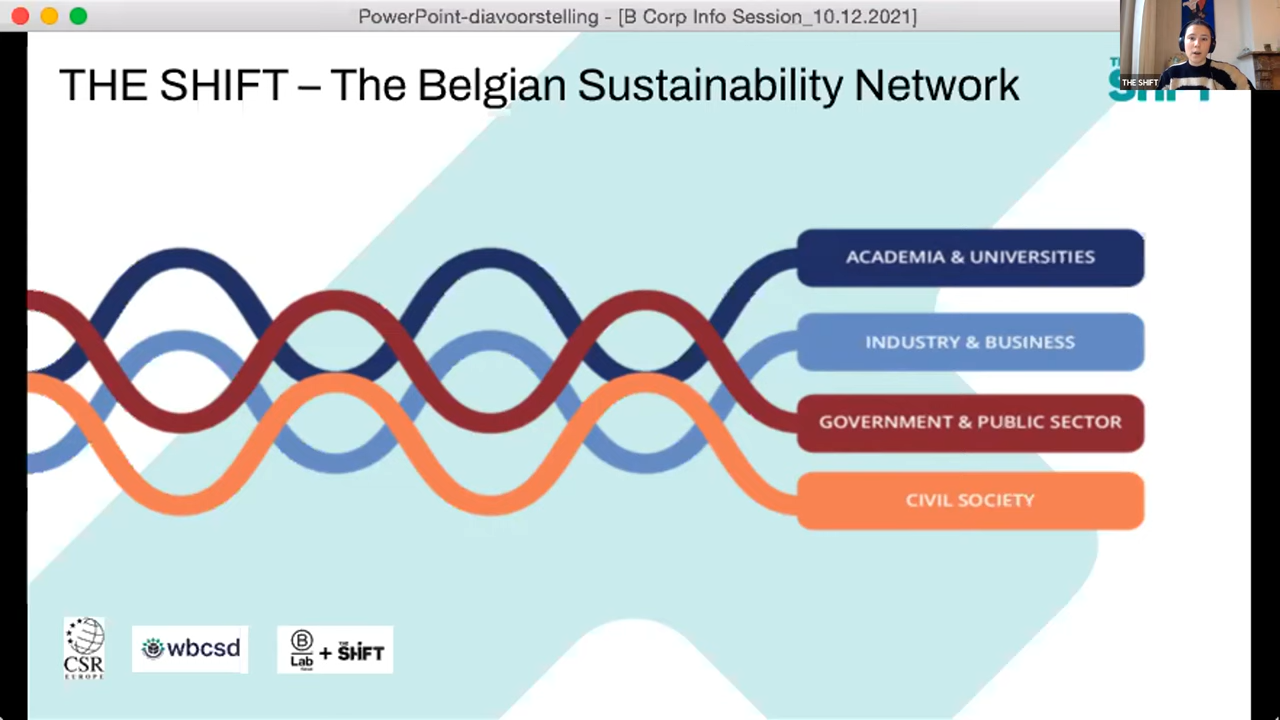 PowerPoint-diavoorstelling - [B Corp Info Session_10.12.2021]
THE SHIFT – The Belgian Sustainability Network
THE SHIFT
ACADEMIA & UNIVERSITIES
INDUSTRY & BUSINESS
GOVERNMENT & PUBLIC SECTOR
CIVIL SOCIETY
CSR
EUROPE
wbcsd
B
Lab
+
THE
SHIFT